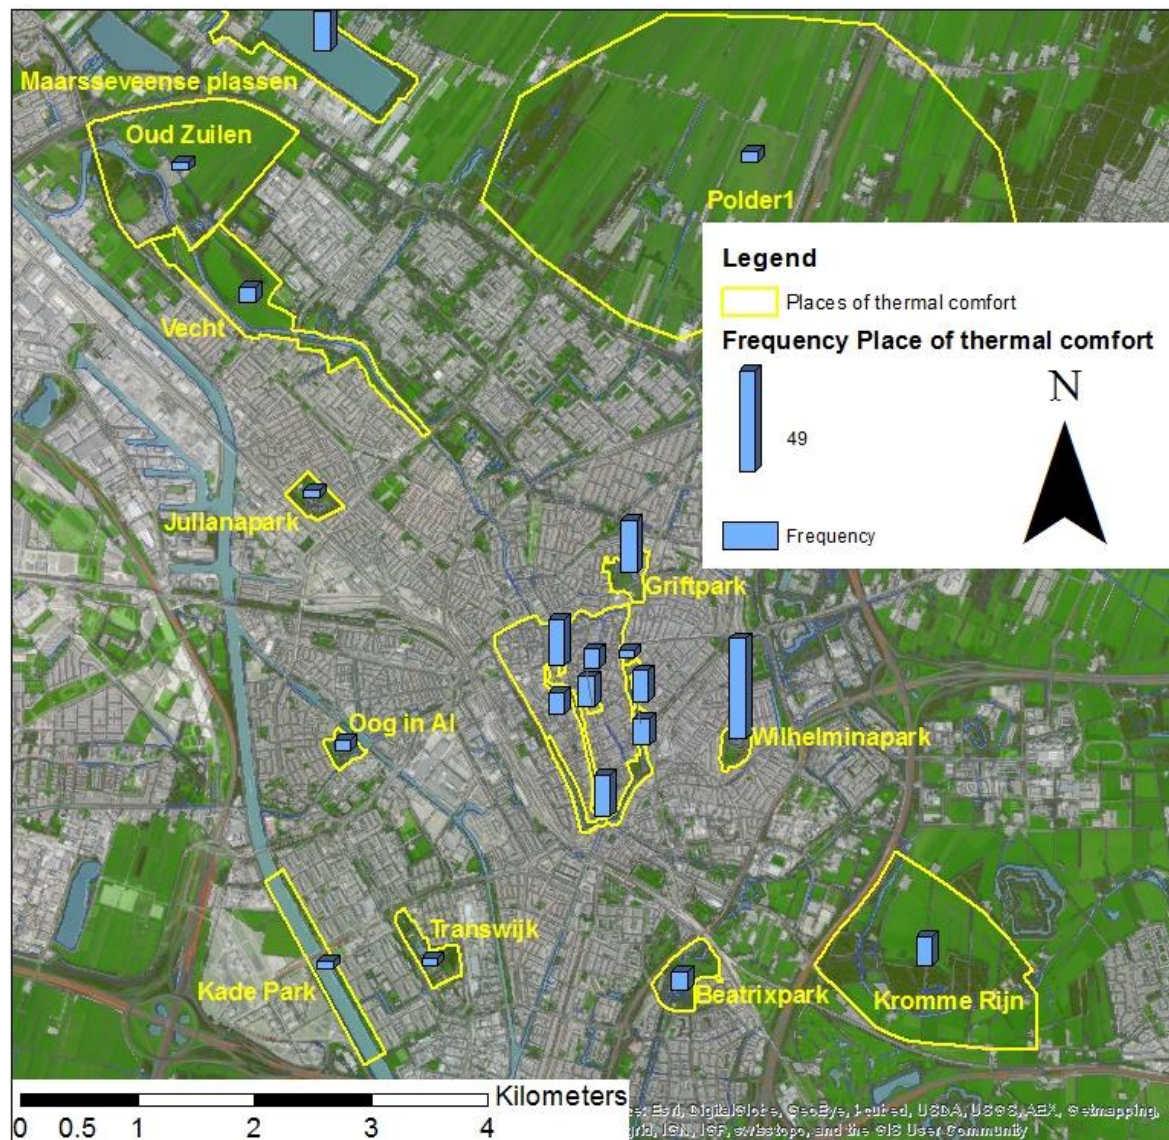 Maarsseveense plassen
Oud Zuilen
Polder1
Legend
Places of thermal comfort
Frequency Place of thermal comfort
49
N
Frequency
Vecht
Julianapark
Griftpark
Oog in Al
Wilhelminapark
Transwijk
Kade Park
Beatrixpark
Kromme Rijn
Kilometers
0 0.5 1 2 3 4
Esri, DigitalGlobe, GeoEye, i-cubed, USDA, USGS, AEX, Getmapping,
IGN, IGP, swisstopo, and the GIS User Community